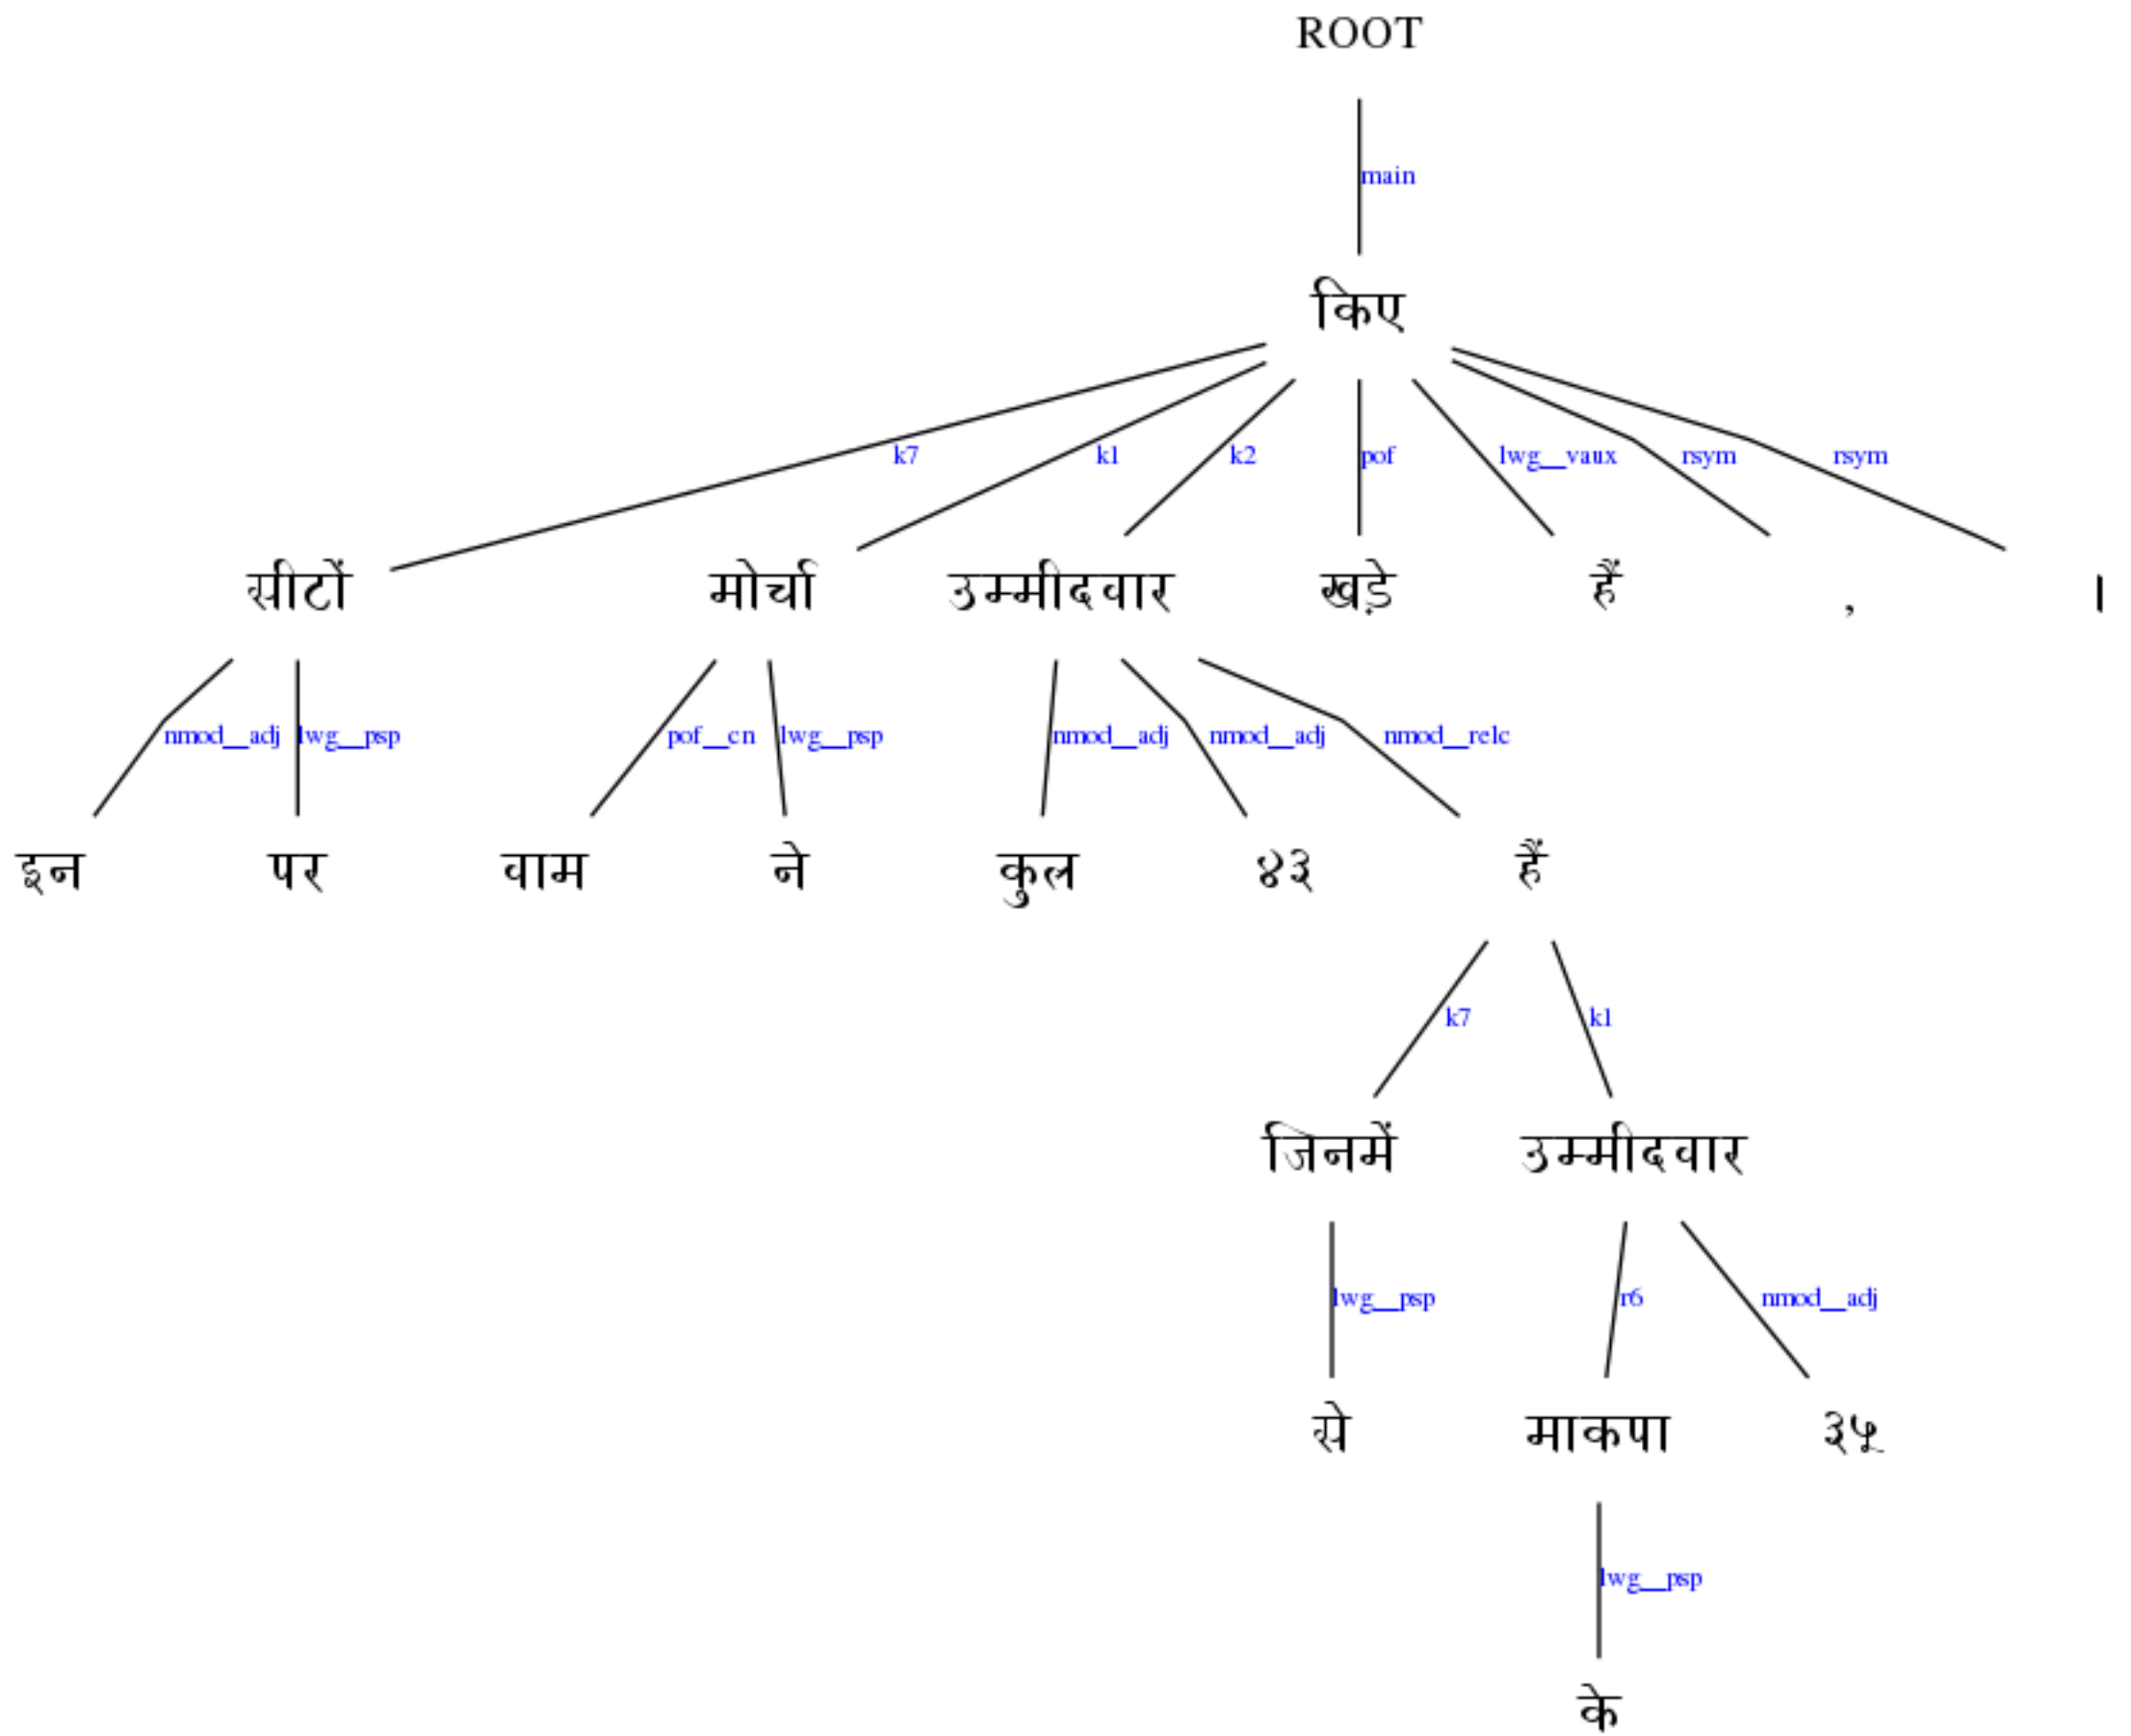 ROOT
main
किए
k7 k1 k2 pof lwg__vaux rsym rsym
सीटों मोर्चा उम्मीदवार खड़े हैं , ।
nmod__adj lwg__psp pof__cn lwg__psp nmod__adj nmod__adj nmod__relc
इन पर वाम ने कुल ४३ हैं
k7 k1
जिनमें उम्मीदवार
lwg__psp r6 nmod__adj
से माकपा ३५
lwg__psp
के